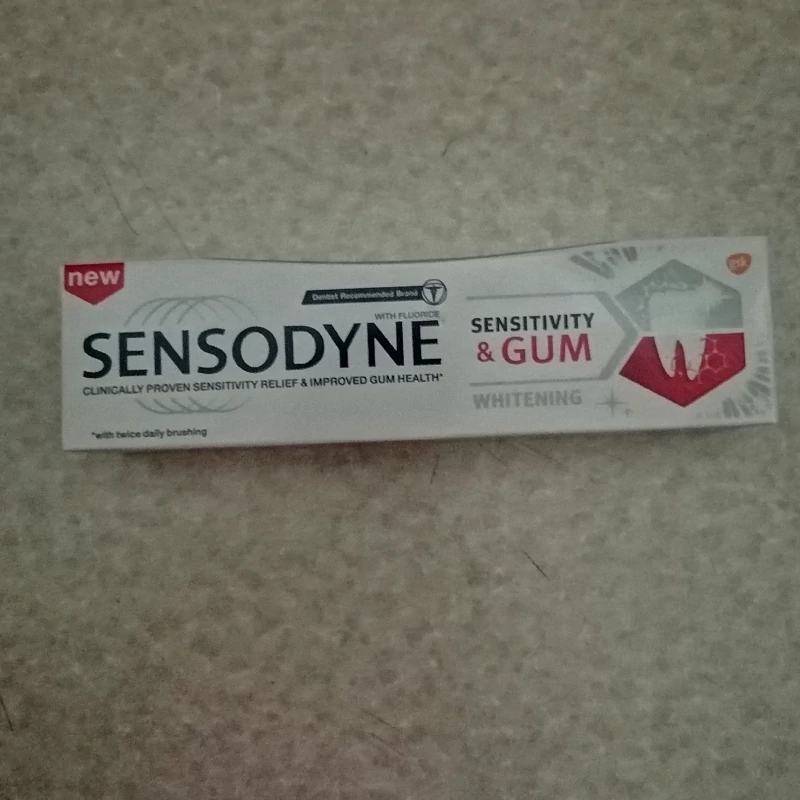 new
Dentist Recommended Brand
WITH FLUORIDE
SENSODYNE
CLINICALLY PROVEN SENSITIVITY RELIEF & IMPROVED GUM HEALTH*
*with twice daily brushing
SENSITIVITY
& GUM
WHITENING
gsk